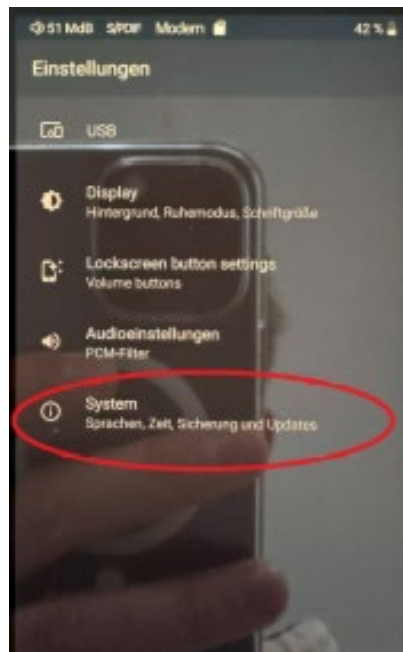 51 MdB S/PDIF Modern 42 %
Einstellungen
USB
Display
Hintergrund, Ruhemodus, Schriftgröße
Lockscreen button settings
Volume buttons
Audioeinstellungen
PCM-Filter
System
Sprachen, Zeit, Sicherung und Updates